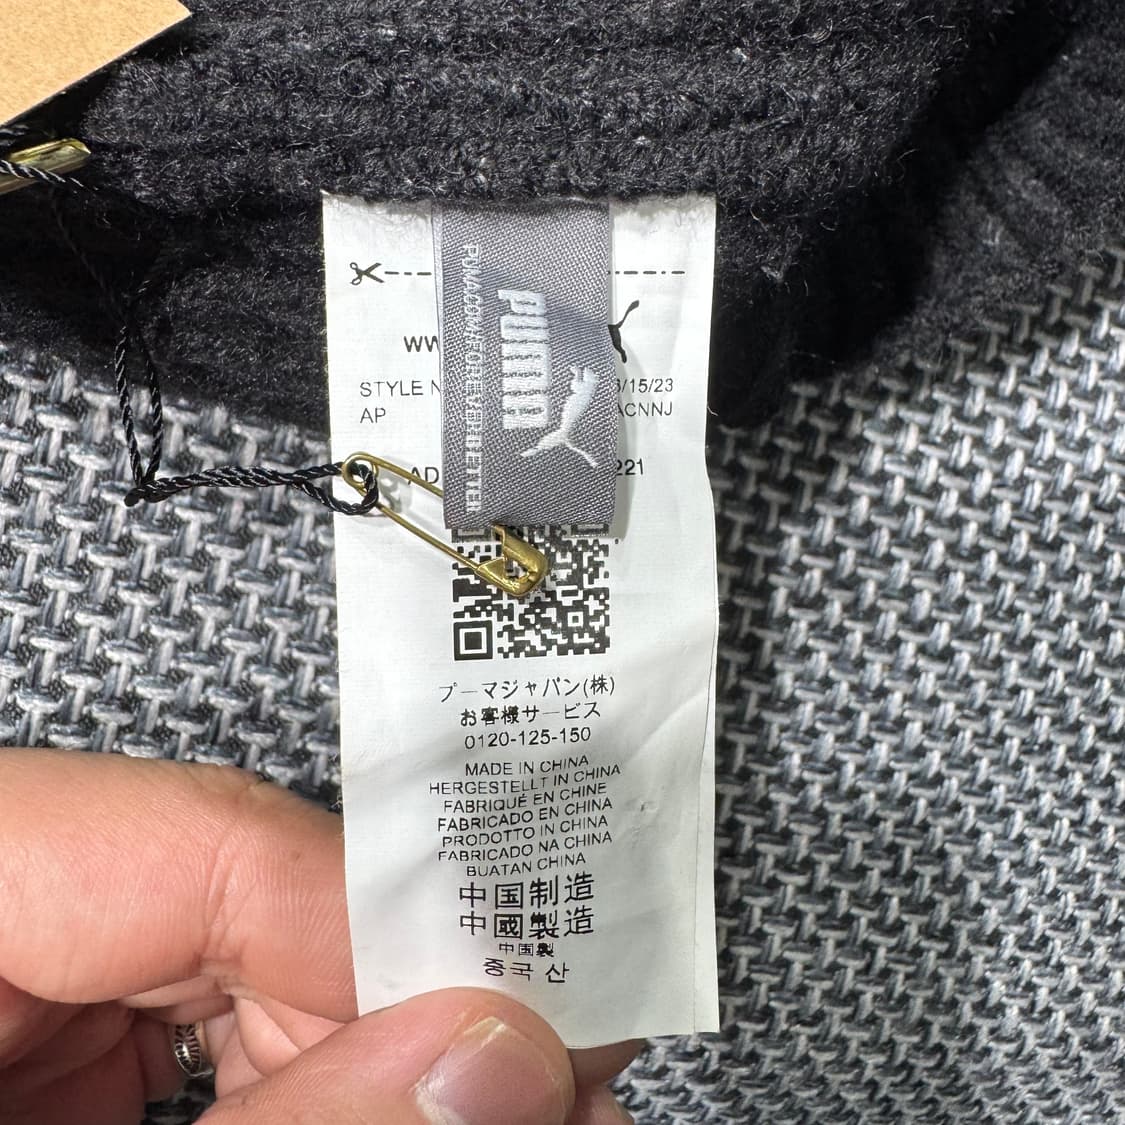 PUMA
WW
STYLE N
/15/23
AP
ACNNJ
AD
221
プーマジャパン(株)
お客様サービス
0120-125-150
MADE IN CHINA
HERGESTELLT IN CHINA
FABRIQUÉ EN CHINE
FABRICADO EN CHINA
PRODOTTO IN CHINA
FABRICADO NA CHINA
BUATAN CHINA
中国制造
中國製造
中国製
중국 산